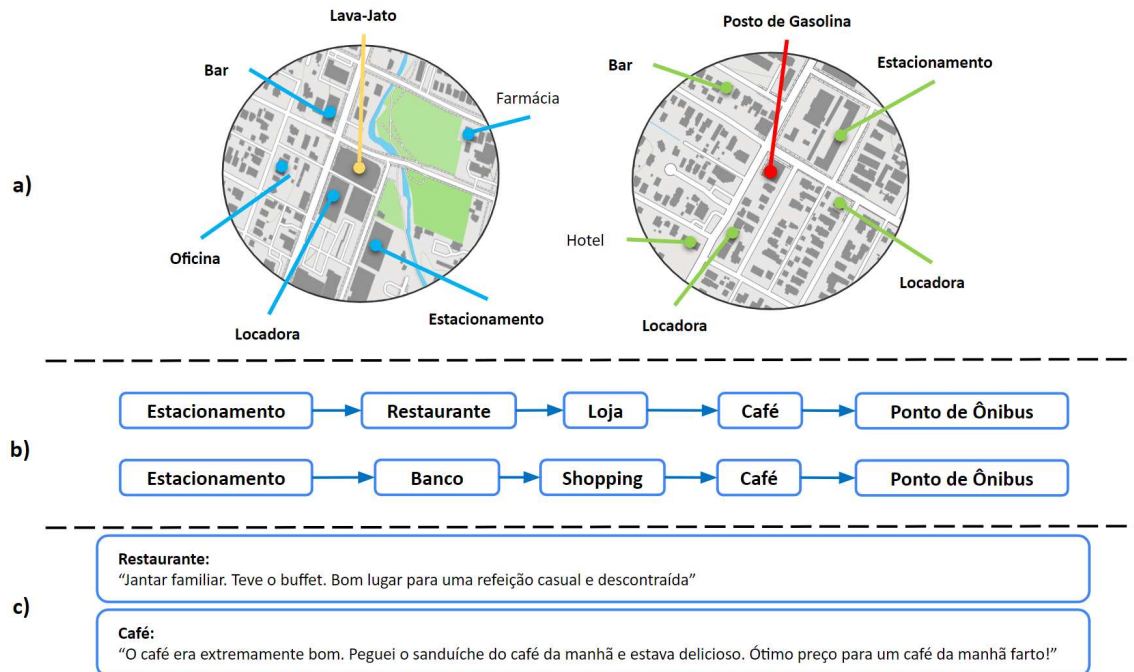 a)
Lava-Jato
Bar
Farmácia
Oficina
Locadora
Estacionamento
Posto de Gasolina
Bar
Estacionamento
Hotel
Locadora
Locadora
b)
Estacionamento Restaurante Loja Café Ponto de Ônibus
Estacionamento Banco Shopping Café Ponto de Ônibus
c)
Restaurante:
“Jantar familiar. Teve o buffet. Bom lugar para uma refeição casual e descontraída”
Café:
“O café era extremamente bom. Peguei o sanduíche do café da manhã e estava delicioso. Ótimo preço para um café da manhã farto!”